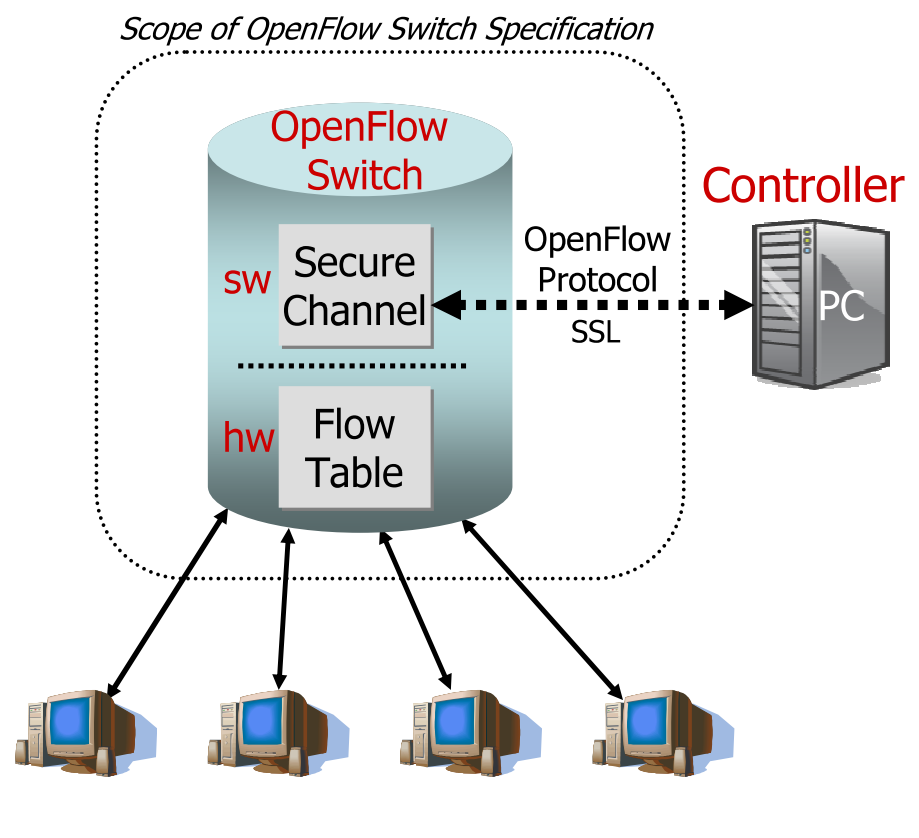 Scope of OpenFlow Switch Specification
OpenFlow
Switch
Controller
OpenFlow
Protocol
SSL
PC
sw
Secure
Channel
hw
Flow
Table